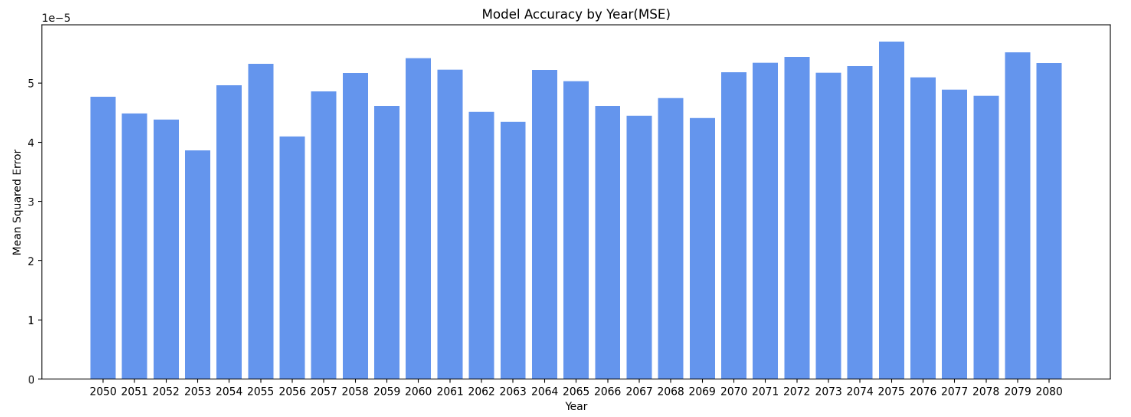 Model Accuracy by Year(MSE)
1e−5
Mean Squared Error
5
4
3
2
1
0
2050 2051 2052 2053 2054 2055 2056 2057 2058 2059 2060 2061 2062 2063 2064 2065 2066 2067 2068 2069 2070 2071 2072 2073 2074 2075 2076 2077 2078 2079 2080
Year